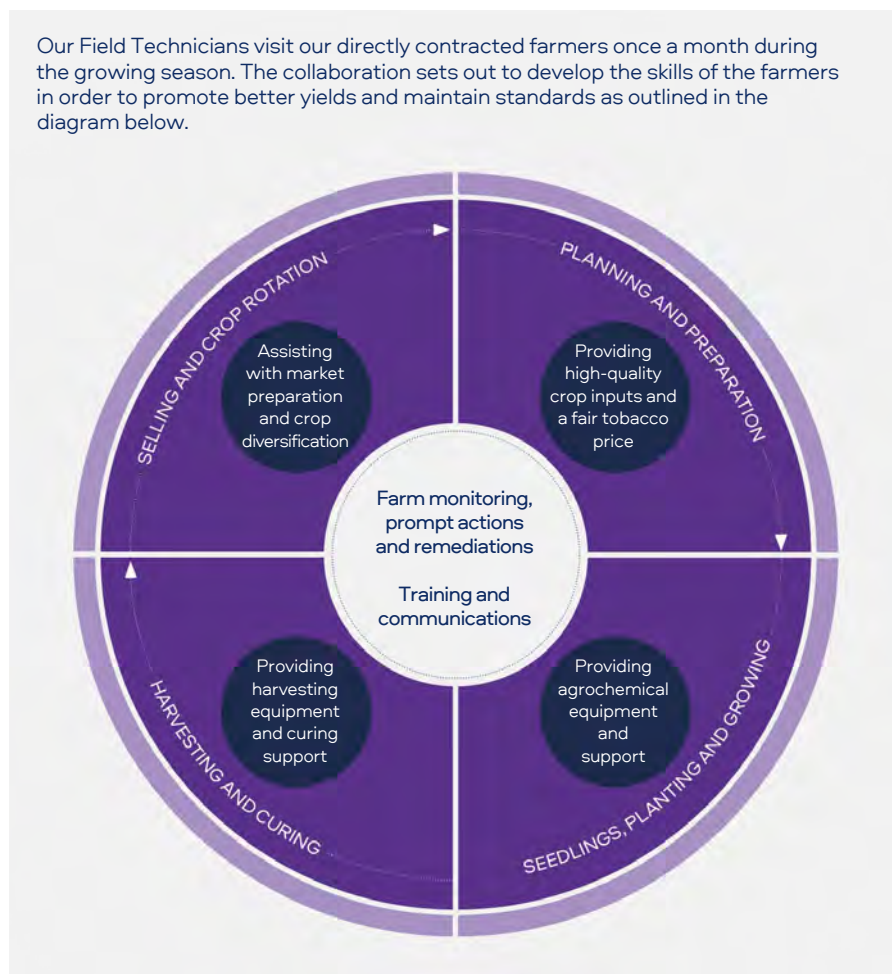 Our Field Technicians visit our directly contracted farmers once a month during
the growing season. The collaboration sets out to develop the skills of the farmers
in order to promote better yields and maintain standards as outlined in the
diagram below.
SELLING AND CROP ROTATION
PLANNING AND PREPARATION
Assisting
with market
preparation
and crop
diversification
Providing
high-quality
crop inputs and
a fair tobacco
price
Farm monitoring,
prompt actions
and remediations
Training and
communications
Providing
harvesting
equipment
and curing
support
Providing
agrochemical
equipment
and
support
HARVESTING AND CURING
SEEDLINGS, PLANTING AND GROWING